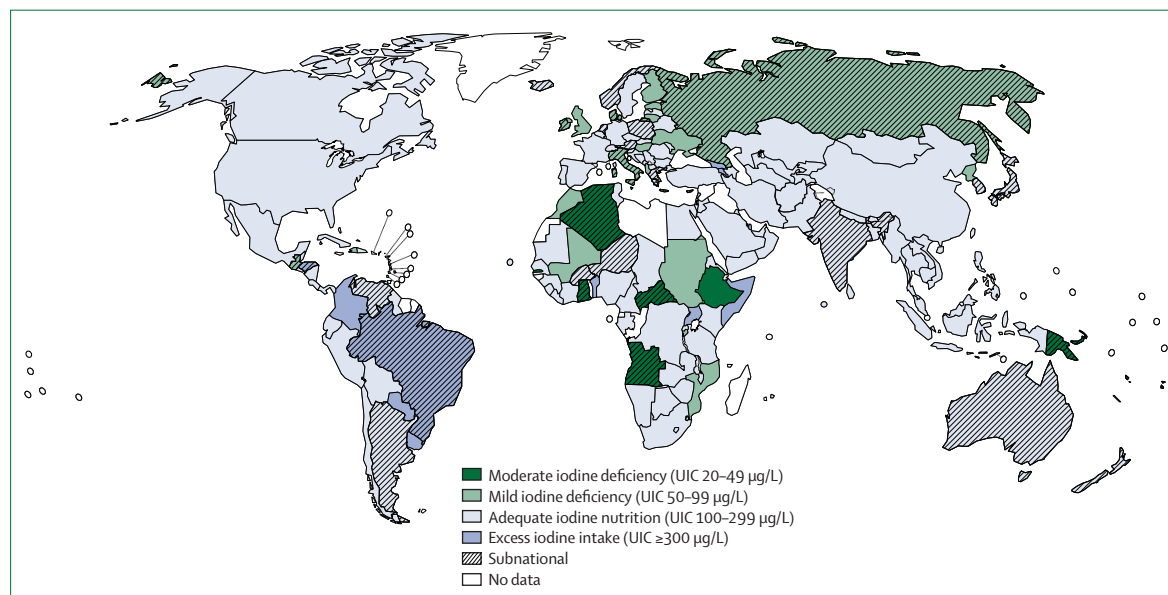 Moderate iodine deficiency (UIC 20–49 µg/L)
Mild iodine deficiency (UIC 50–99 µg/L)
Adequate iodine nutrition (UIC 100–299 µg/L)
Excess iodine intake (UIC ≥300 µg/L)
Subnational
No data